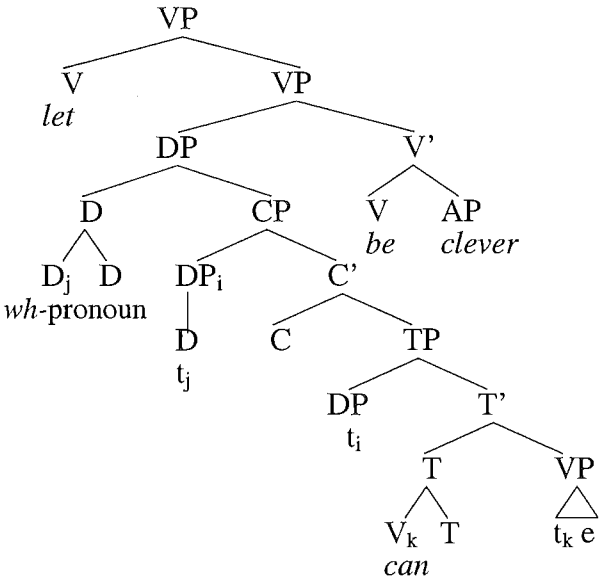 VP
V VP
let
DP V'
D CP V AP
be clever
Dj D DPi C'
wh-pronoun
D C TP
tj
DP T'
ti
T VP
Vk T tk e
can